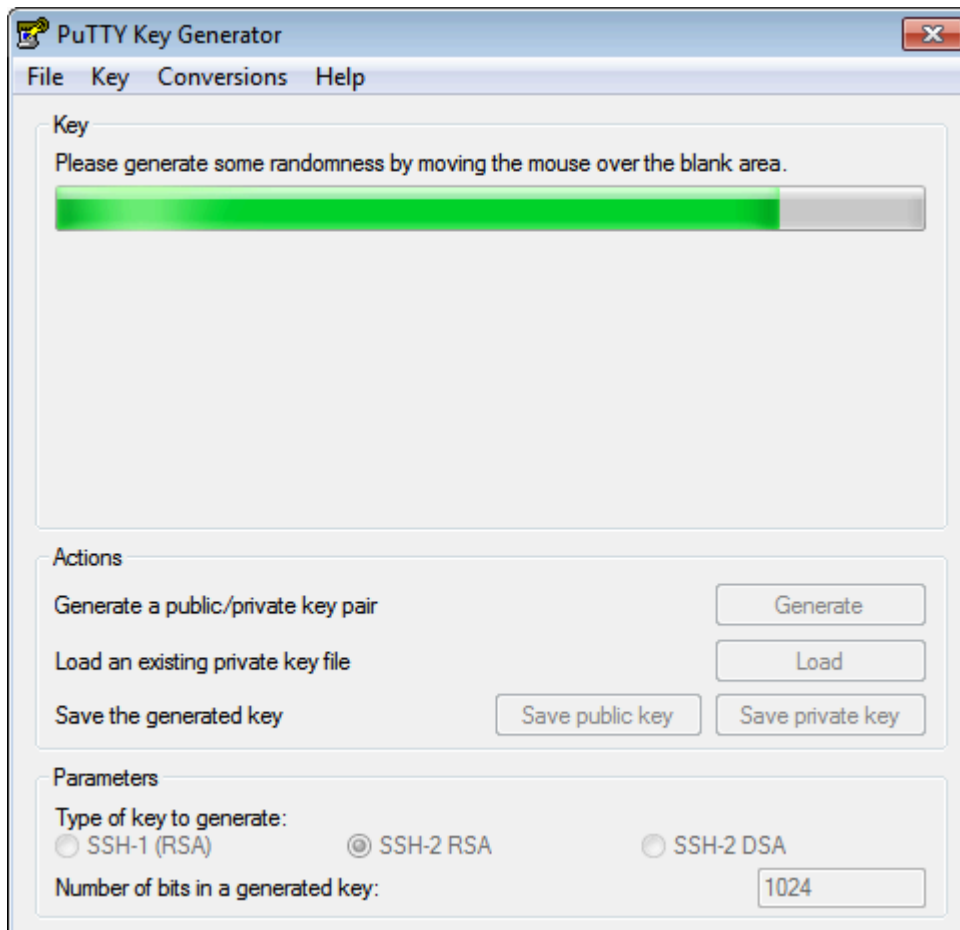 PuTTY Key Generator
File Key Conversions Help
Key
Please generate some randomness by moving the mouse over the blank area.
Actions
Generate a public/private key pair
Generate
Load an existing private key file
Load
Save the generated key
Save public key
Save private key
Parameters
Type of key to generate:
SSH-1 (RSA) SSH-2 RSA SSH-2 DSA
Number of bits in a generated key:
1024